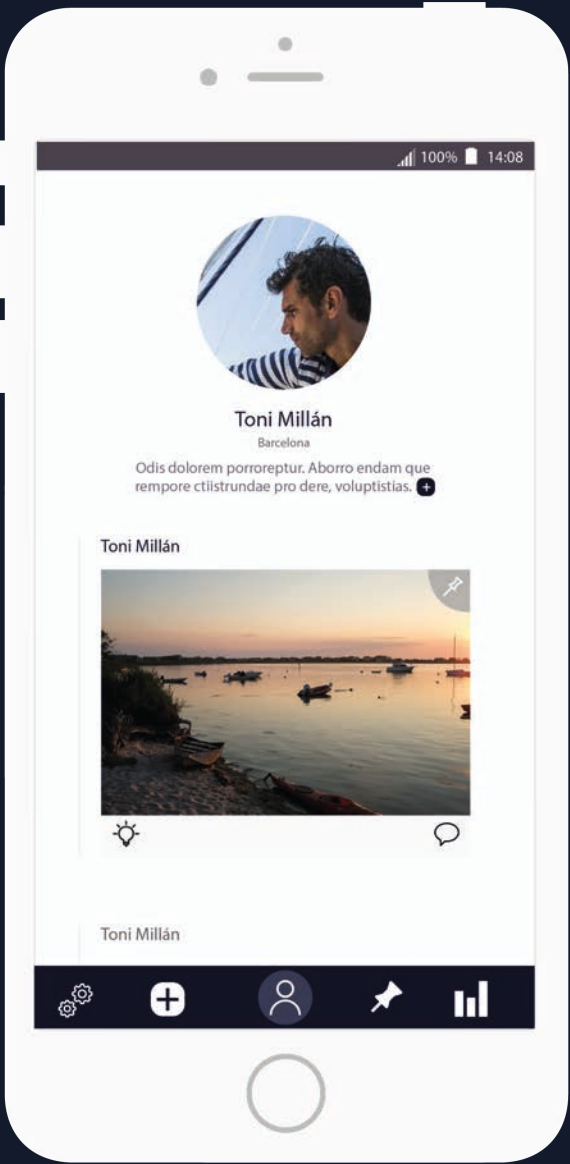 100% 14:08
Toni Millán
Barcelona
Odis dolorem porroreptur. Aborro endam que
rempore ctiistrundae pro dere, voluptistias.
Toni Millán
Toni Millán